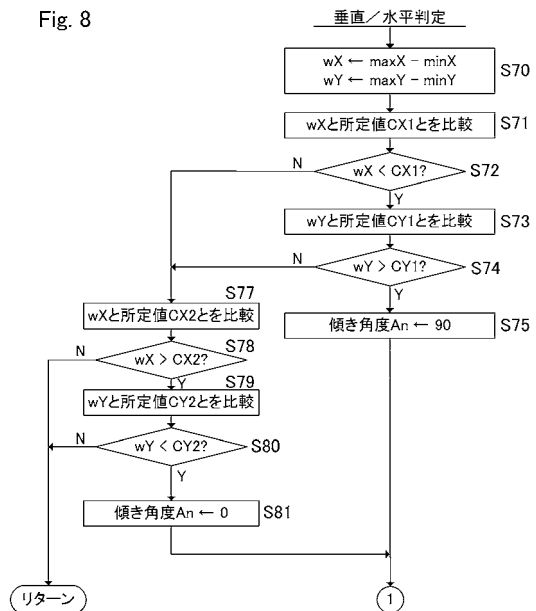 Fig. 8
垂直／水平判定
wX ← maxX − minX
wY ← maxY − minY
S70
wXと所定値CX1とを比較
S71
wX < CX1?
S72
N
Y
wYと所定値CY1とを比較
S73
wY > CY1?
S74
N
Y
傾き角度An ← 90
S75
S77
wXと所定値CX2とを比較
S78
wX > CX2?
N
Y
S79
wYと所定値CY2とを比較
wY < CY2?
S80
N
Y
傾き角度An ← 0
S81
リターン
1